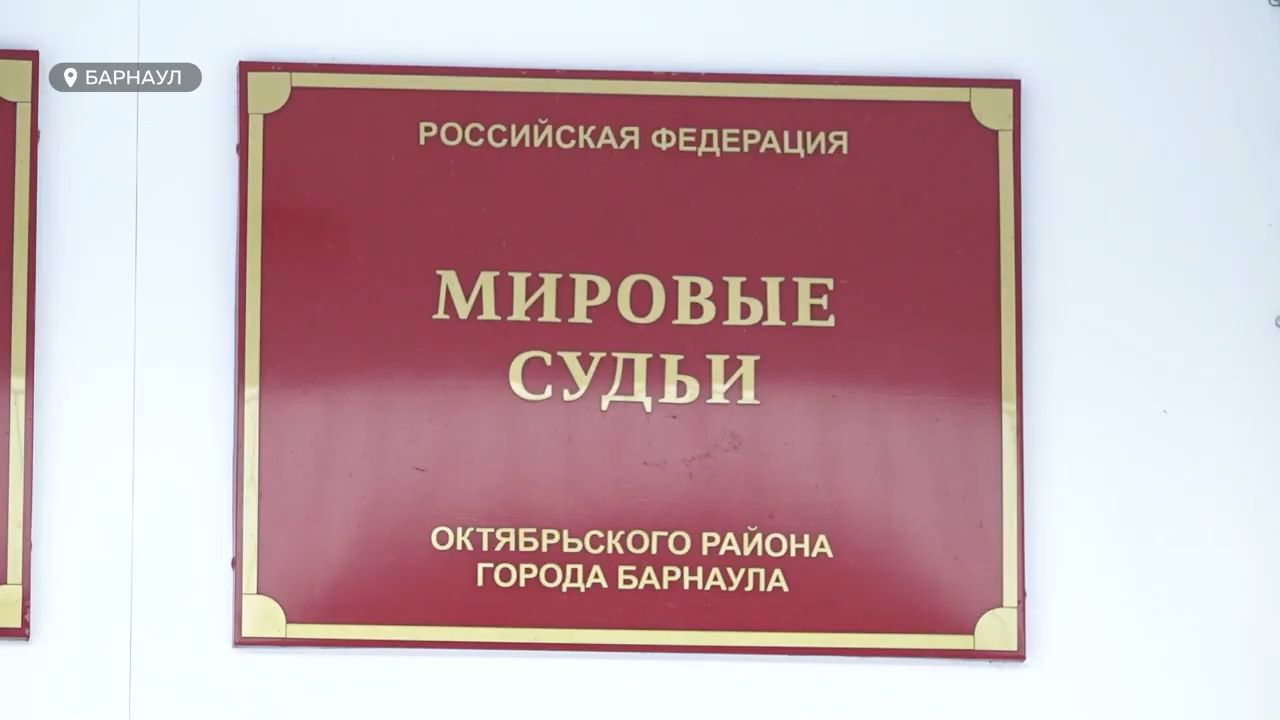 БАРНАУЛ
РОССИЙСКАЯ ФЕДЕРАЦИЯ
МИРОВЫЕ
СУДЬИ
ОКТЯБРЬСКОГО РАЙОНА
ГОРОДА БАРНАУЛА